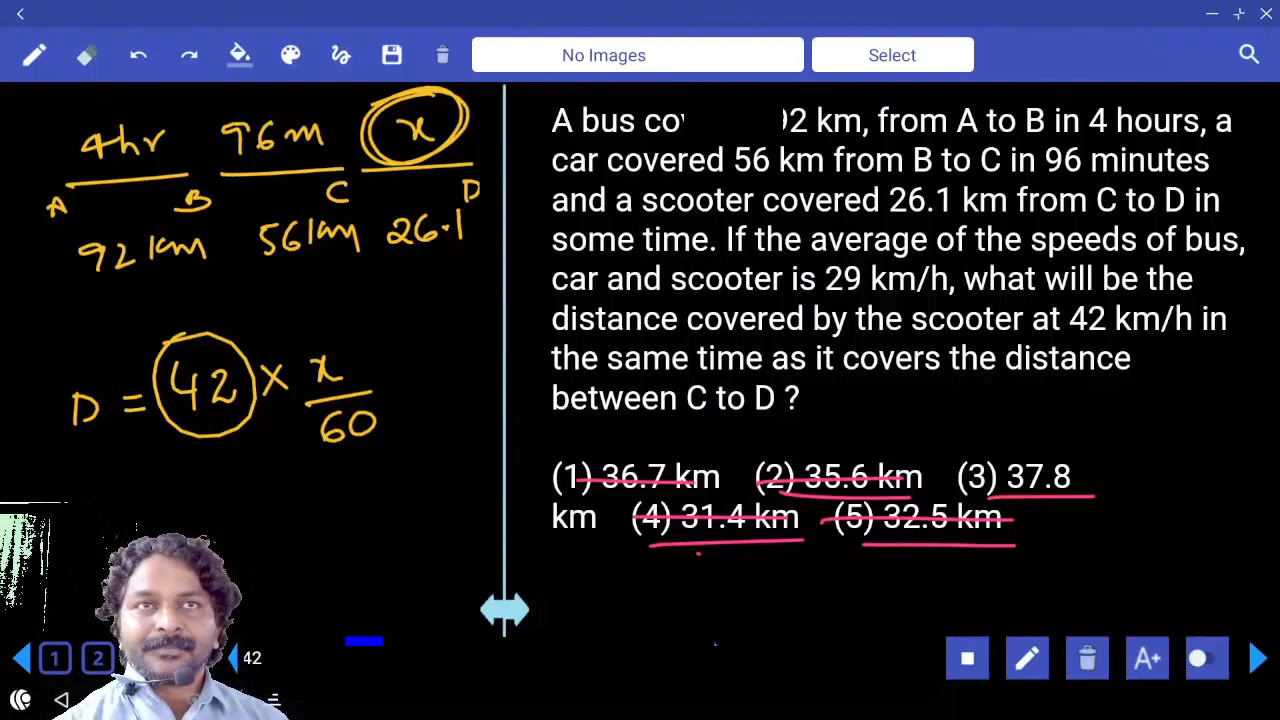 No Images
Select
4hr 96m x
A B C D
92 km 56 km 26.1
D = 42 × x
60
A bus 92 km, from A to B in 4 hours, a
car covered 56 km from B to C in 96 minutes
and a scooter covered 26.1 km from C to D in
some time. If the average of the speeds of bus,
car and scooter is 29 km/h, what will be the
distance covered by the scooter at 42 km/h in
the same time as it covers the distance
between C to D ?
(1) 36.7 km (2) 35.6 km (3) 37.8
km (4) 31.4 km (5) 32.5 km
1 2 42
A+